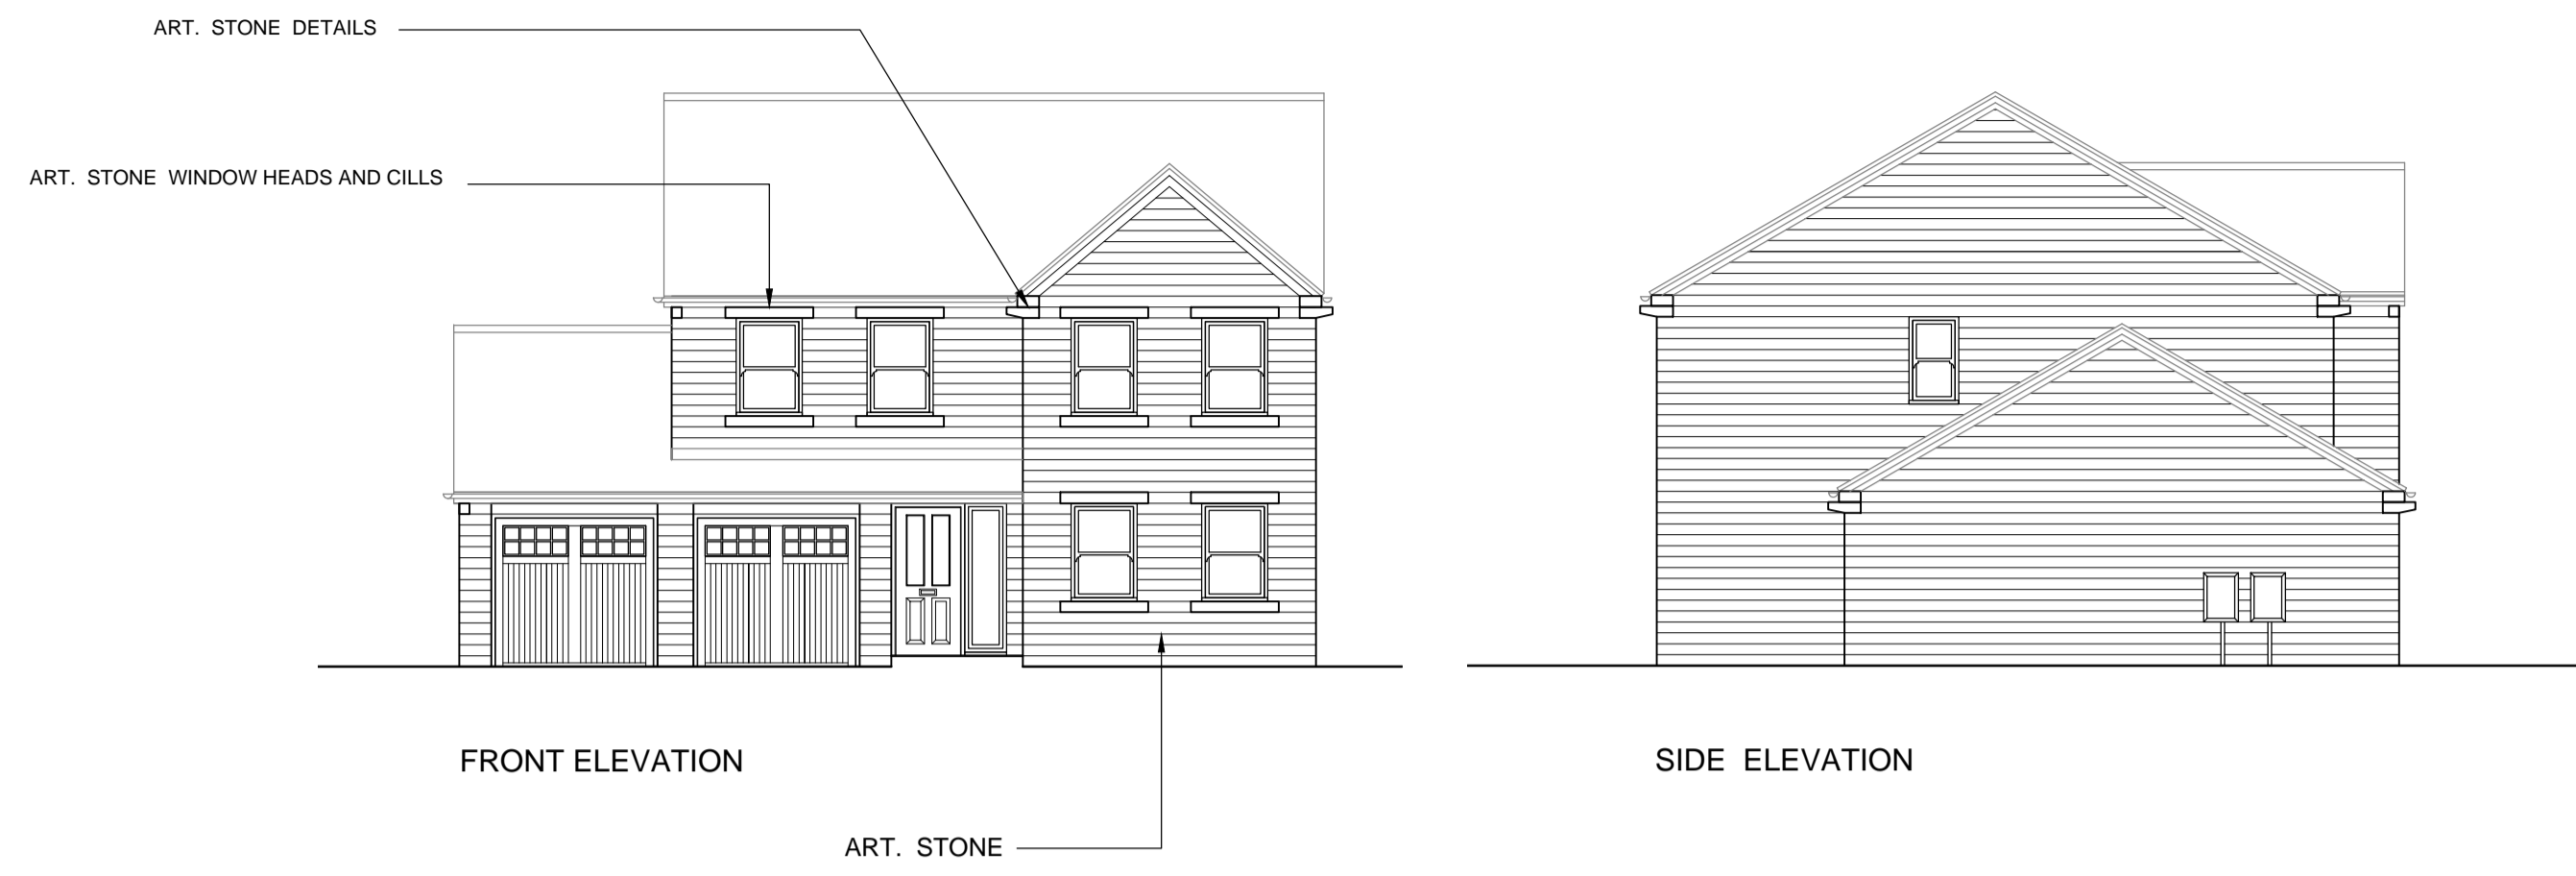 ART. STONE DETAILS
ART. STONE WINDOW HEADS AND CILLS
FRONT ELEVATION
SIDE ELEVATION
ART. STONE